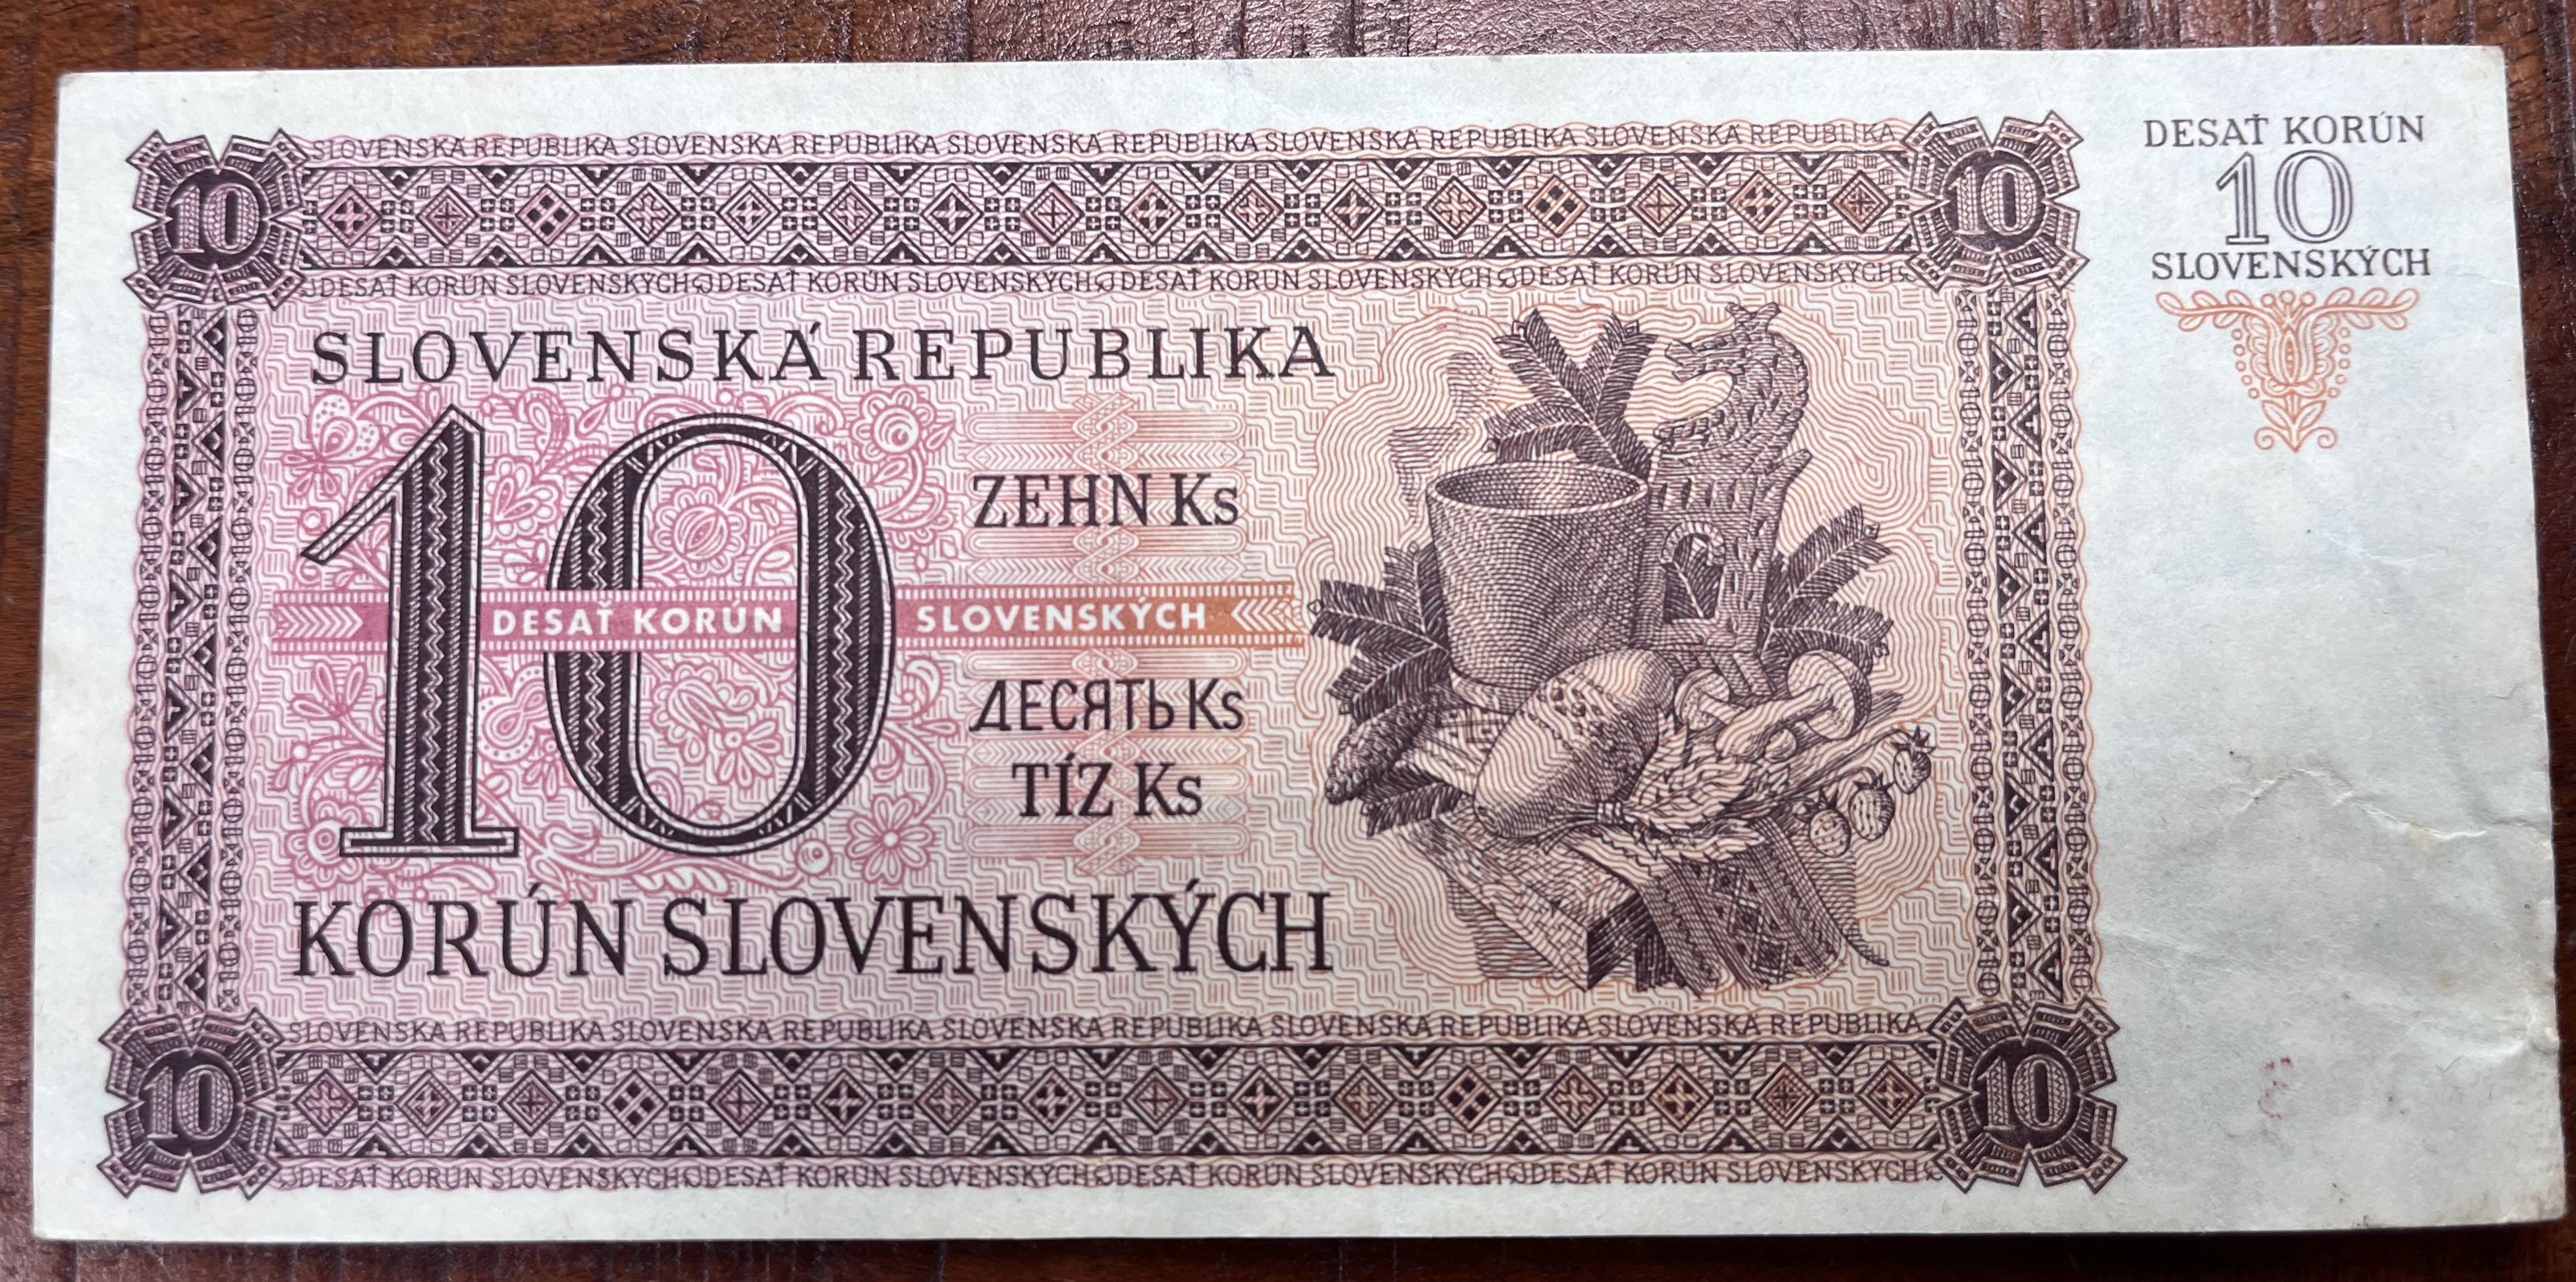 SLOVENSKÁ REPUBLIKA SLOVENSKÁ REPUBLIKA SLOVENSKÁ REPUBLIKA SLOVENSKÁ REPUBLIKA SLOVENSKÁ REPUBLIKA
10
10
DESAŤ KORÚN SLOVENSKÝCH DESAŤ KORÚN SLOVENSKÝCH DESAŤ KORÚN SLOVENSKÝCH DESAŤ KORÚN SLOVENSKÝCH
DESAŤ KORÚN
10
SLOVENSKÝCH
SLOVENSKÁ REPUBLIKA
10
ZEHN Ks
DESAŤ KORÚN SLOVENSKÝCH
ДЕСЯТЬ Ks
TÍZ Ks
KORÚN SLOVENSKÝCH
SLOVENSKÁ REPUBLIKA SLOVENSKÁ REPUBLIKA SLOVENSKÁ REPUBLIKA SLOVENSKÁ REPUBLIKA SLOVENSKÁ REPUBLIKA
10
10
DESAŤ KORÚN SLOVENSKÝCH DESAŤ KORÚN SLOVENSKÝCH DESAŤ KORÚN SLOVENSKÝCH DESAŤ KORÚN SLOVENSKÝCH